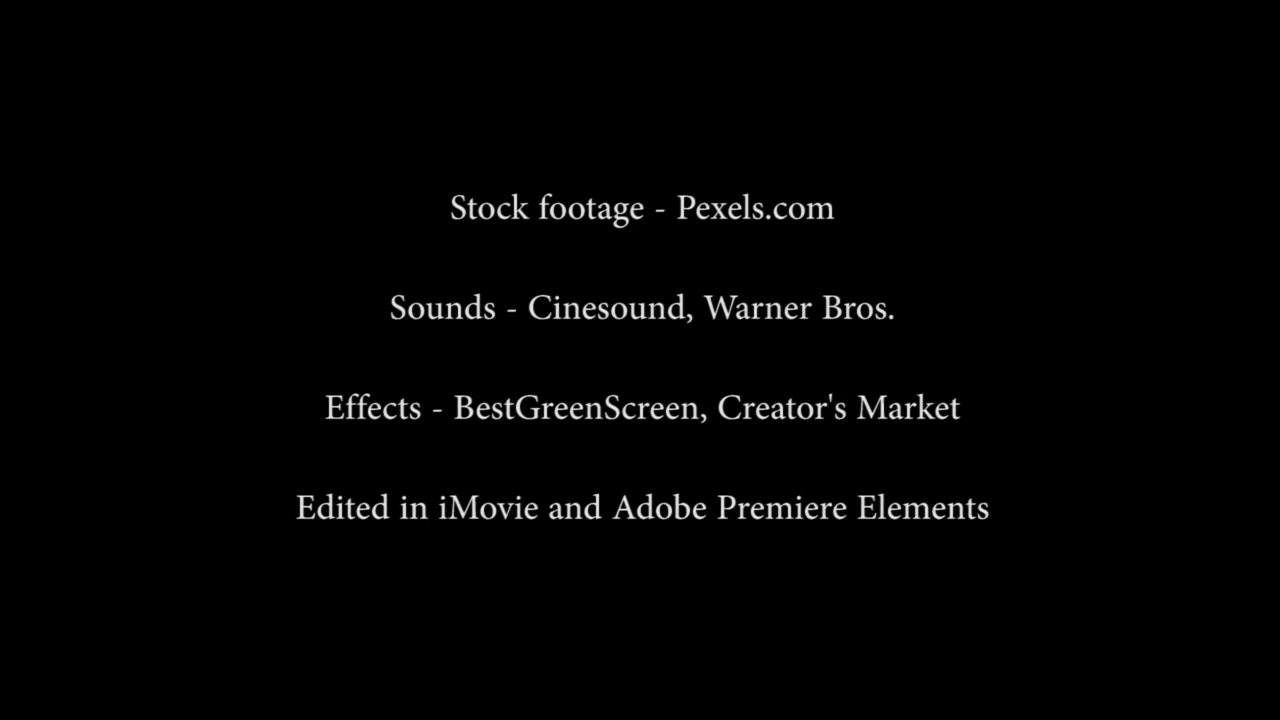 Stock footage - Pexels.com
Sounds - Cinesound, Warner Bros.
Effects - BestGreenScreen, Creator's Market
Edited in iMovie and Adobe Premiere Elements